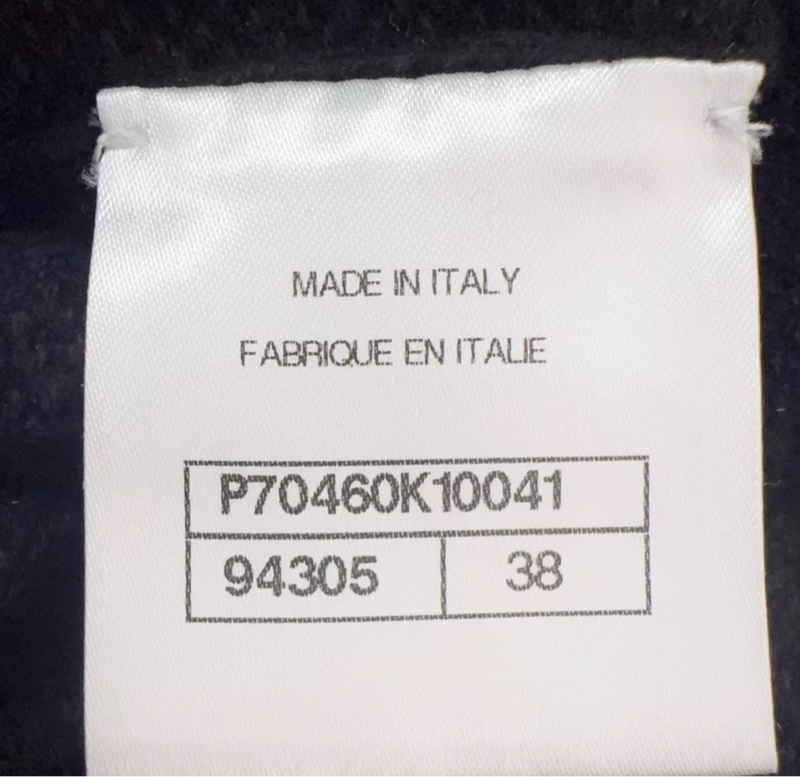 MADE IN ITALY
FABRIQUE EN ITALIE
P70460K10041
94305 38